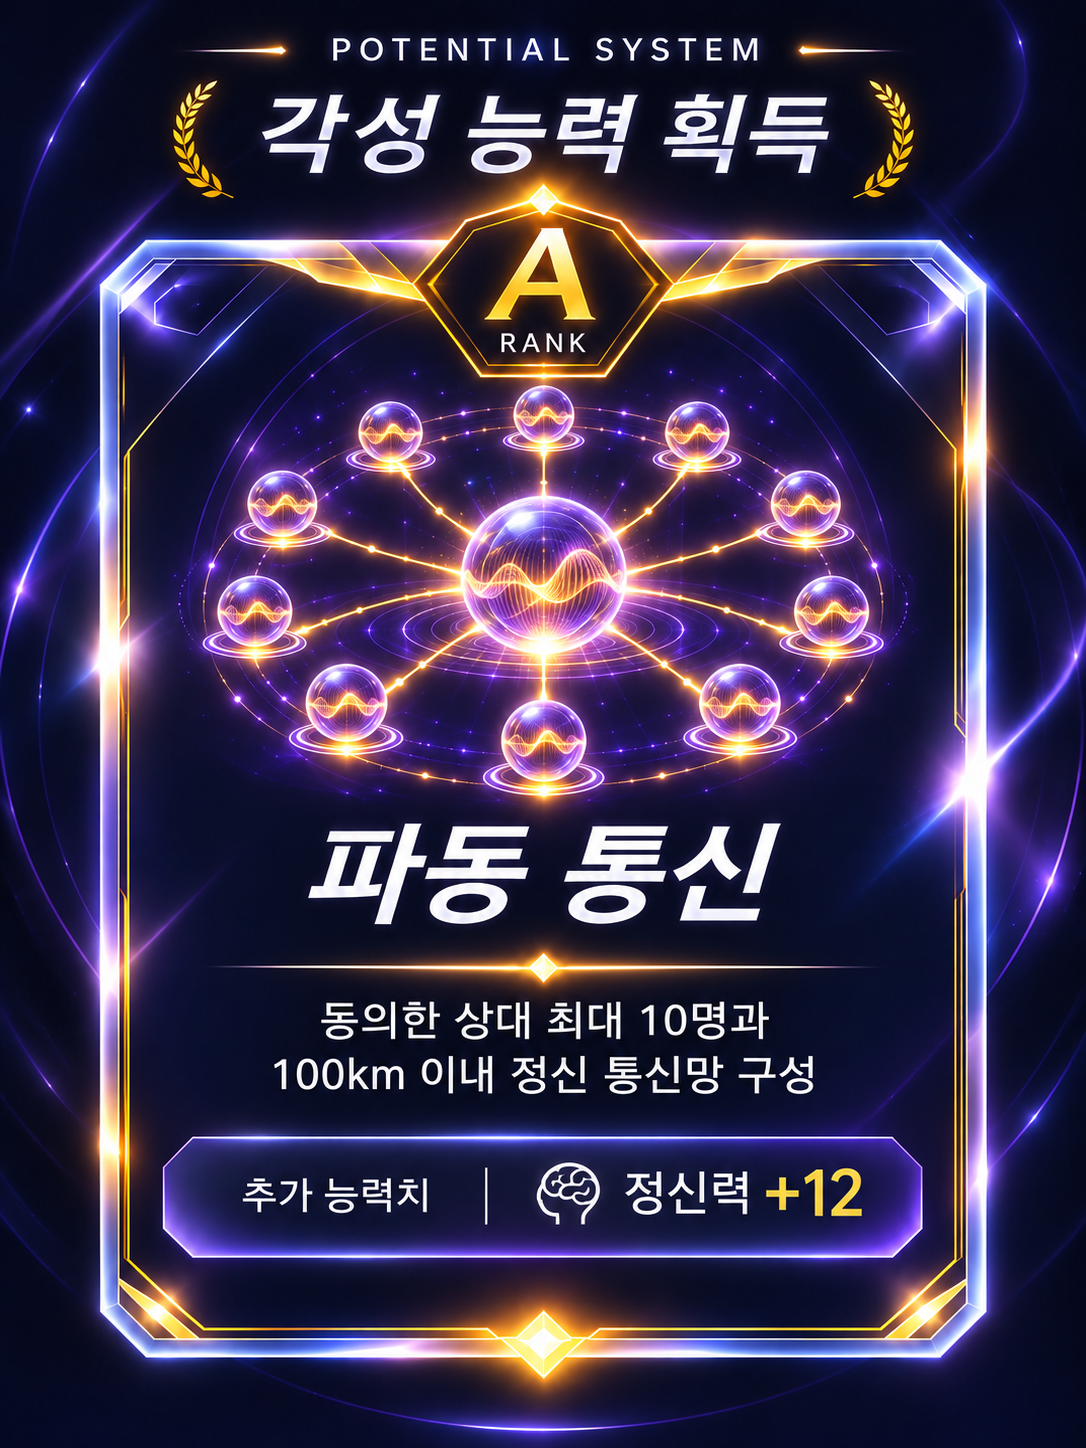 POTENTIAL SYSTEM
각성 능력 획득
A
RANK
파동 통신
동의한 상대 최대 10명과
100km 이내 정신 통신망 구성
추가 능력치
정신력 +12